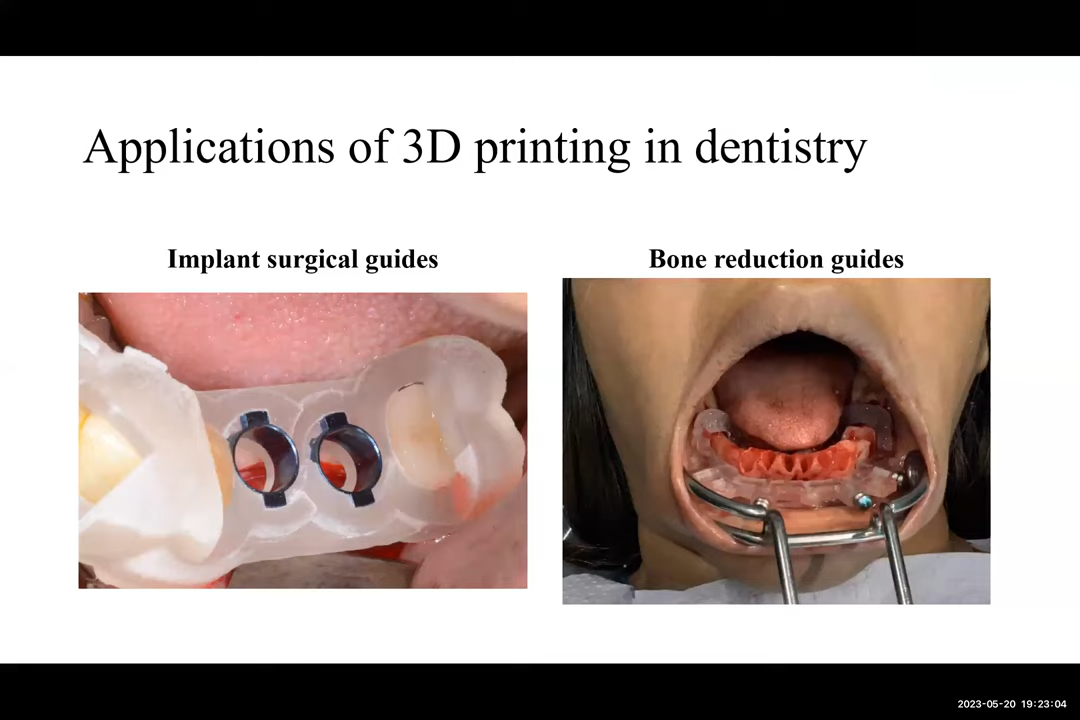 Applications of 3D printing in dentistry
Implant surgical guides
Bone reduction guides
2023-05-20 19:23:04